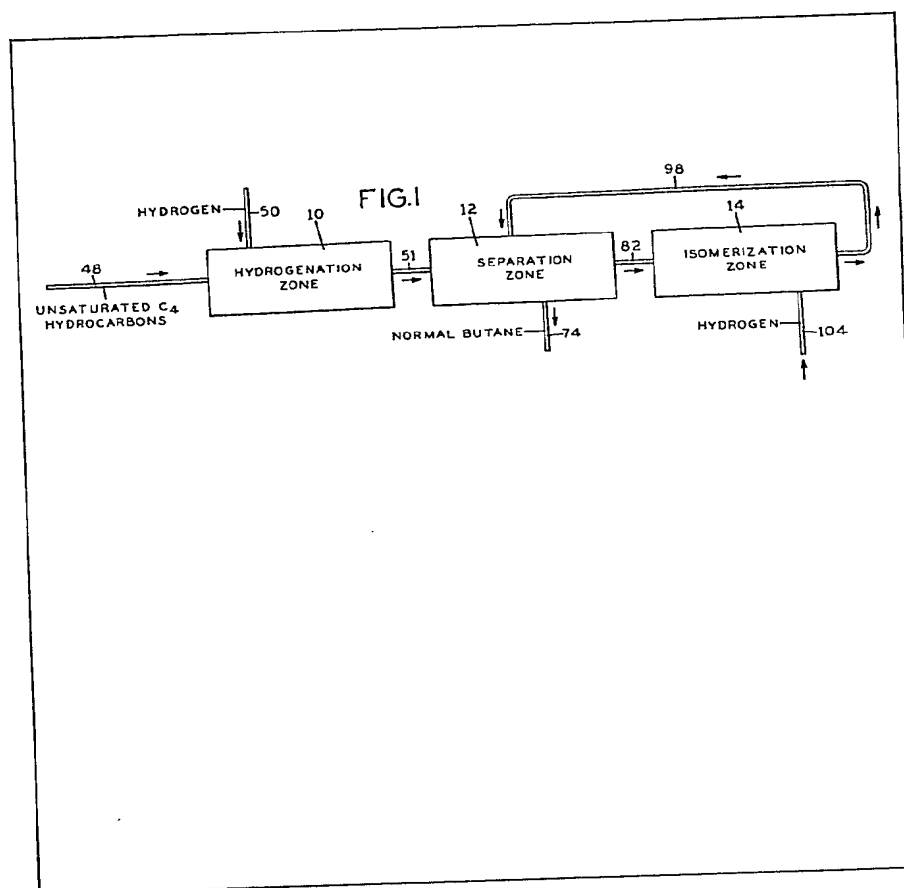 FIG.1
HYDROGEN
50
10
12
98
14
48
HYDROGENATION
ZONE
51
SEPARATION
ZONE
82
ISOMERIZATION
ZONE
UNSATURATED C4
HYDROCARBONS
NORMAL BUTANE
74
HYDROGEN
104